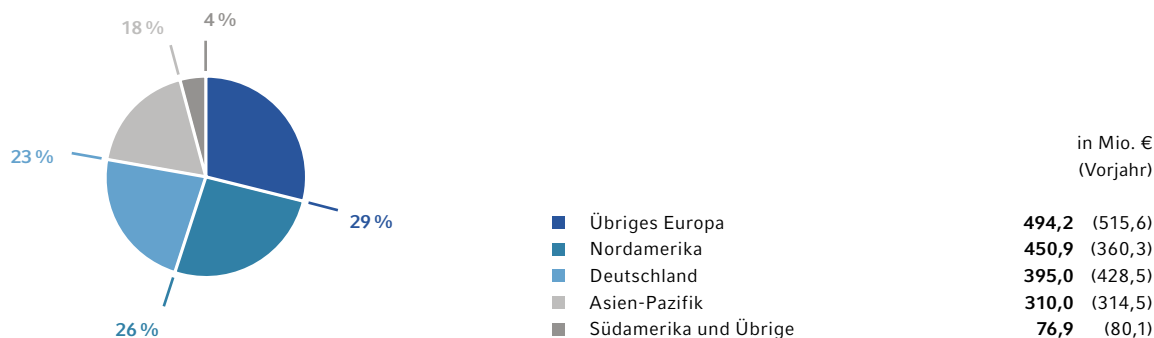 18 %
4 %
23 %
29 %
26 %
in Mio. €
(Vorjahr)
Übriges Europa 494,2 (515,6)
Nordamerika 450,9 (360,3)
Deutschland 395,0 (428,5)
Asien-Pazifik 310,0 (314,5)
Südamerika und Übrige 76,9 (80,1)